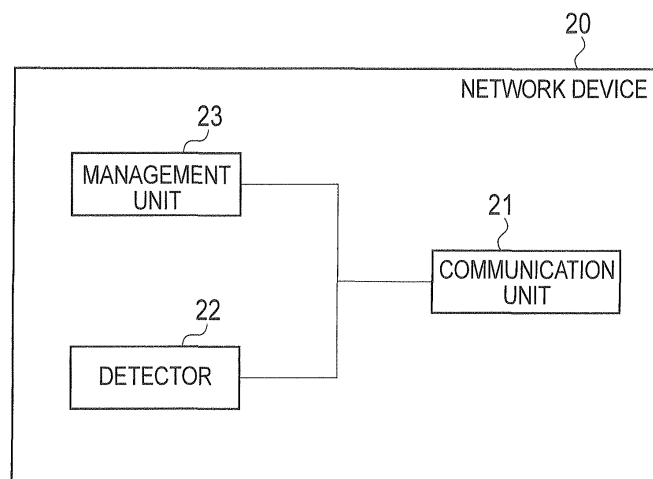 20
NETWORK DEVICE
23
MANAGEMENT
UNIT
21
COMMUNICATION
UNIT
22
DETECTOR